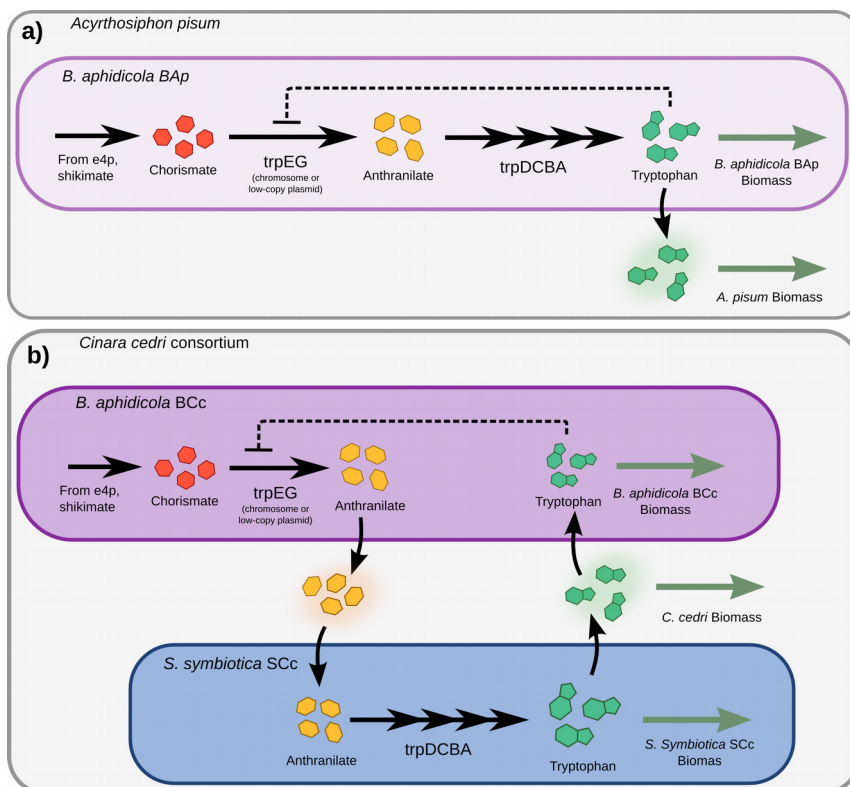 a)
Acyrthosiphon pisum
B. aphidicola BAp
From e4p,
shikimate
Chorismate
trpEG
(chromosome or
low-copy plasmid)
Anthranilate
trpDCBA
Tryptophan
B. aphidicola BAp
Biomass
A. pisum Biomass
b)
Cinara cedri consortium
B. aphidicola BCc
From e4p,
shikimate
Chorismate
trpEG
(chromosome or
low-copy plasmid)
Anthranilate
Tryptophan
B. aphidicola BCc
Biomass
C. cedri Biomass
S. symbiotica SCc
Anthranilate
trpDCBA
Tryptophan
S. Symbiotica SCc
Biomas